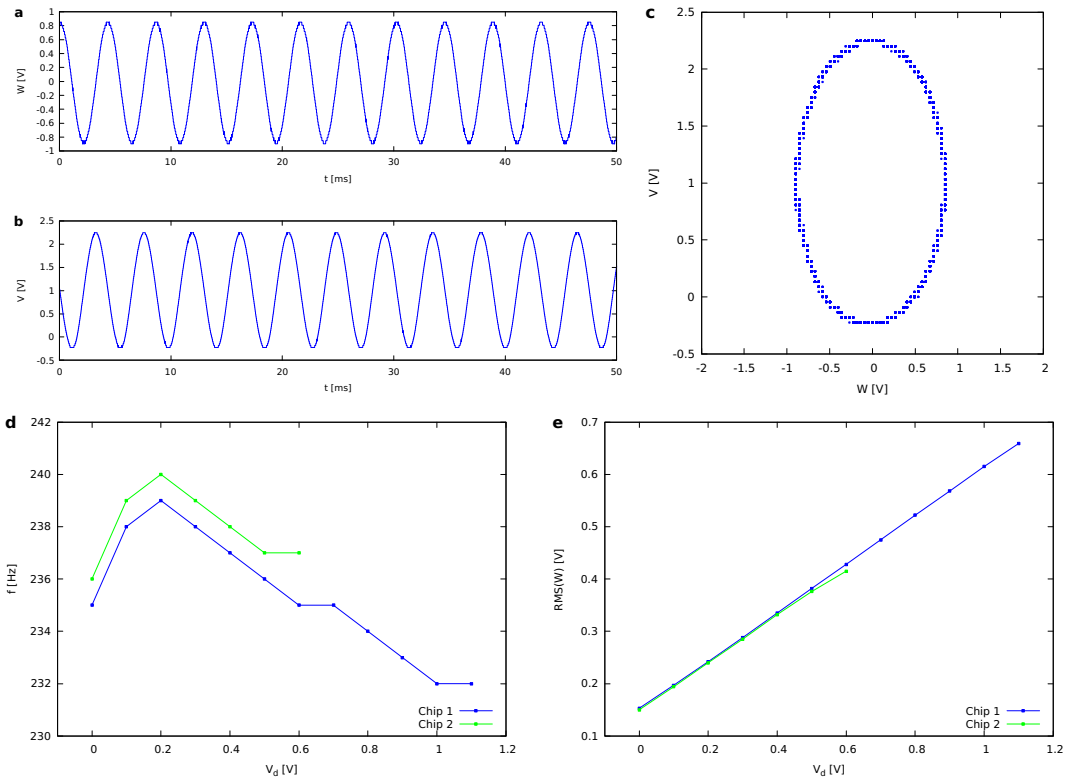 a
1
0.8
0.6
0.4
0.2
0
-0.2
-0.4
-0.6
-0.8
-1
W [V]
0 10 20 30 40 50
t [ms]
b
2.5
2
1.5
1
0.5
0
-0.5
V [V]
0 10 20 30 40 50
t [ms]
c
2.5
2
1.5
1
0.5
0
-0.5
V [V]
-2 -1.5 -1 -0.5 0 0.5 1 1.5 2
W [V]
d
242
240
238
236
234
232
230
f [Hz]
Chip 1
Chip 2
0 0.2 0.4 0.6 0.8 1 1.2
V_d [V]
e
0.7
0.6
0.5
0.4
0.3
0.2
0.1
RMS(W) [V]
Chip 1
Chip 2
0 0.2 0.4 0.6 0.8 1 1.2
V_d [V]